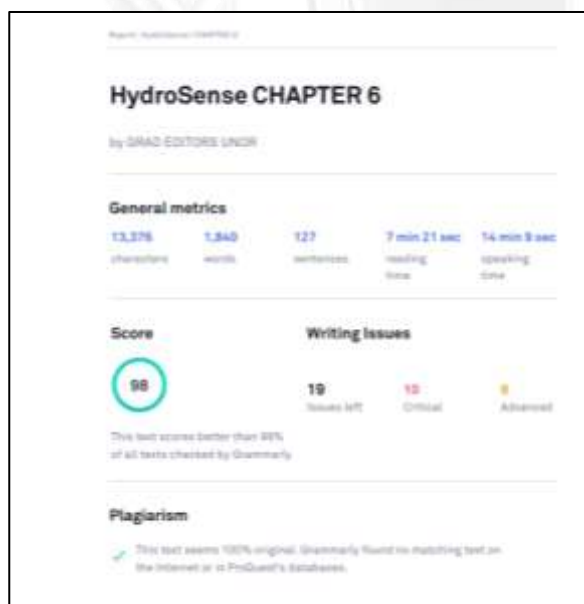 Report: HydroSense CHAPTER 6
HydroSense CHAPTER 6
by GRAD EDITORS UNOR
General metrics
13,376 1,840 127 7 min 21 sec 14 min 9 sec
characters words sentences reading time speaking time
Score Writing Issues
98 19 10
Issues left Critical Advanced
This text scores better than 98%
of all texts checked by Grammarly
Plagiarism
This text seems 100% original. Grammarly found no matching text on
the Internet or in ProQuest's databases.